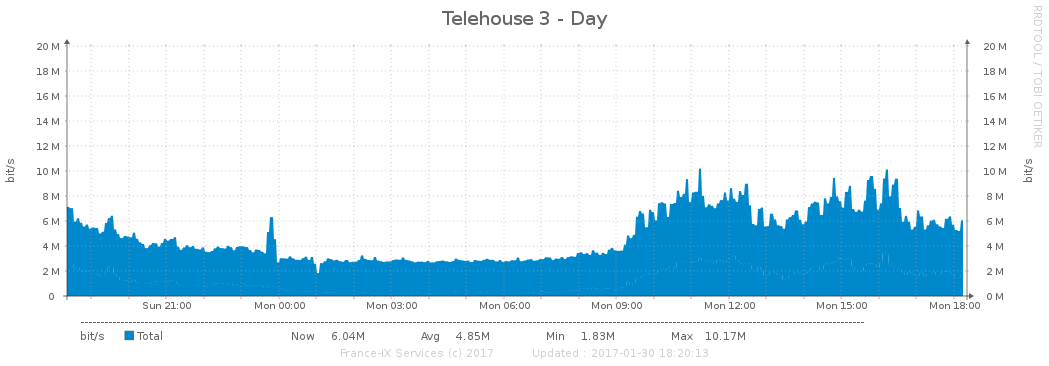 Telehouse 3 - Day
RRDTOOL / TOBI OETIKER
20 M 20 M
18 M 18 M
16 M 16 M
14 M 14 M
12 M 12 M
10 M 10 M
8 M 8 M
6 M 6 M
4 M 4 M
2 M 2 M
0 0 M
bit/s bit/s
Sun 21:00 Mon 00:00 Mon 03:00 Mon 06:00 Mon 09:00 Mon 12:00 Mon 15:00 Mon 18:00
bit/s Total Now 6.04M Avg 4.85M Min 1.83M Max 10.17M
France-IX Services (c) 2017 Updated : 2017-01-30 18:20:13